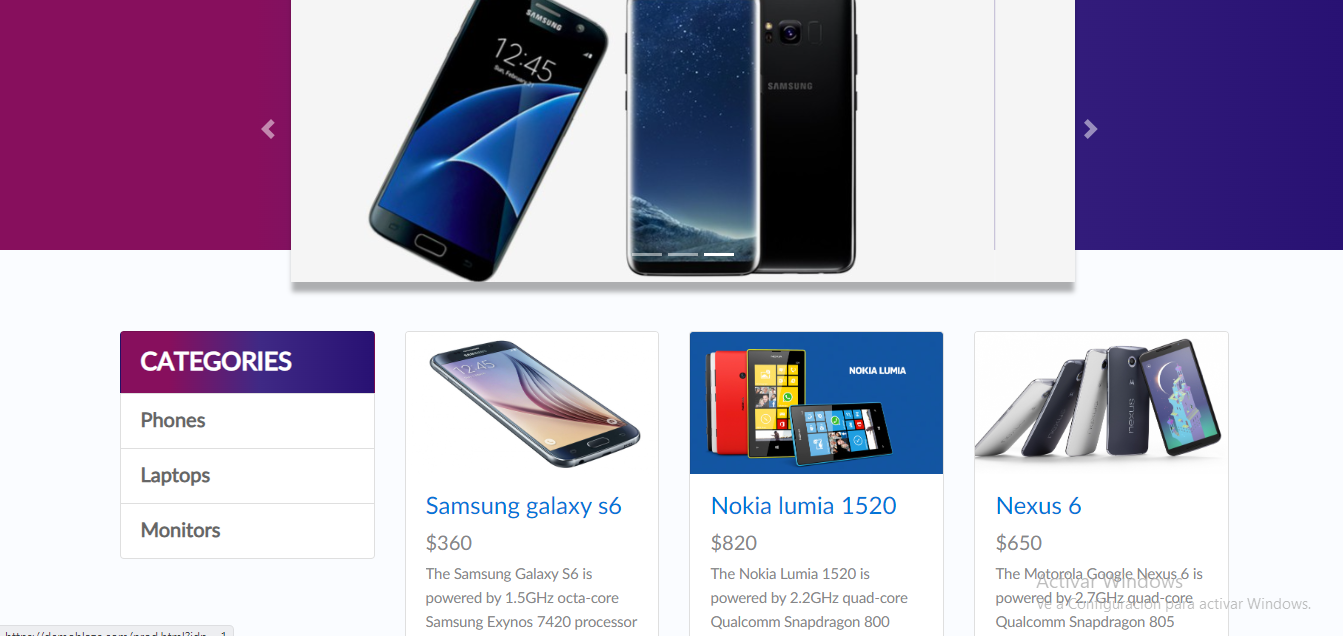 SAMSUNG
12:45
SAMSUNG
CATEGORIES
Phones
Laptops
Monitors
12:45
Samsung galaxy s6
$360
The Samsung Galaxy S6 is
powered by 1.5GHz octa-core
Samsung Exynos 7420 processor
NOKIA LUMIA
Nokia lumia 1520
$820
The Nokia Lumia 1520 is
powered by 2.2GHz quad-core
Qualcomm Snapdragon 800
nexus
Nexus 6
$650
The Motorola Google Nexus 6 is
powered by 2.7GHz quad-core
Qualcomm Snapdragon 805
Activar Windows
Ve a Configuración para activar Windows.